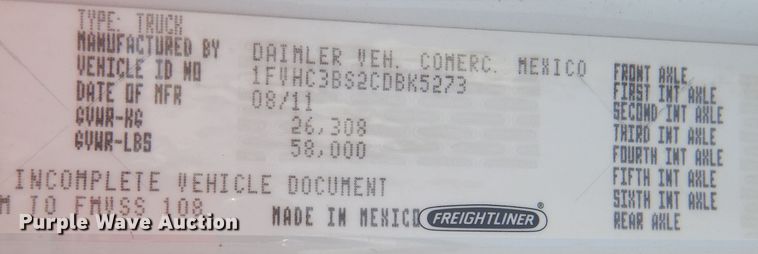 TYPE: TRUCK
MANUFACTURED BY DAIMLER VEH. COMERC. MEXICO
VEHICLE ID NO 1FVHC3BS2CDBK5273
DATE OF MFR 08/11
GVWR-KG 26,308
GVWR-LBS 58,000
FRONT AXLE
FIRST INT AXLE
SECOND INT AXLE
THIRD INT AXLE
FOURTH INT AXLE
FIFTH INT AXLE
SIXTH INT AXLE
REAR AXLE
INCOMPLETE VEHICLE DOCUMENT
M TO FMVSS 108
MADE IN MEXICO FREIGHTLINER®
Purple Wave Auction